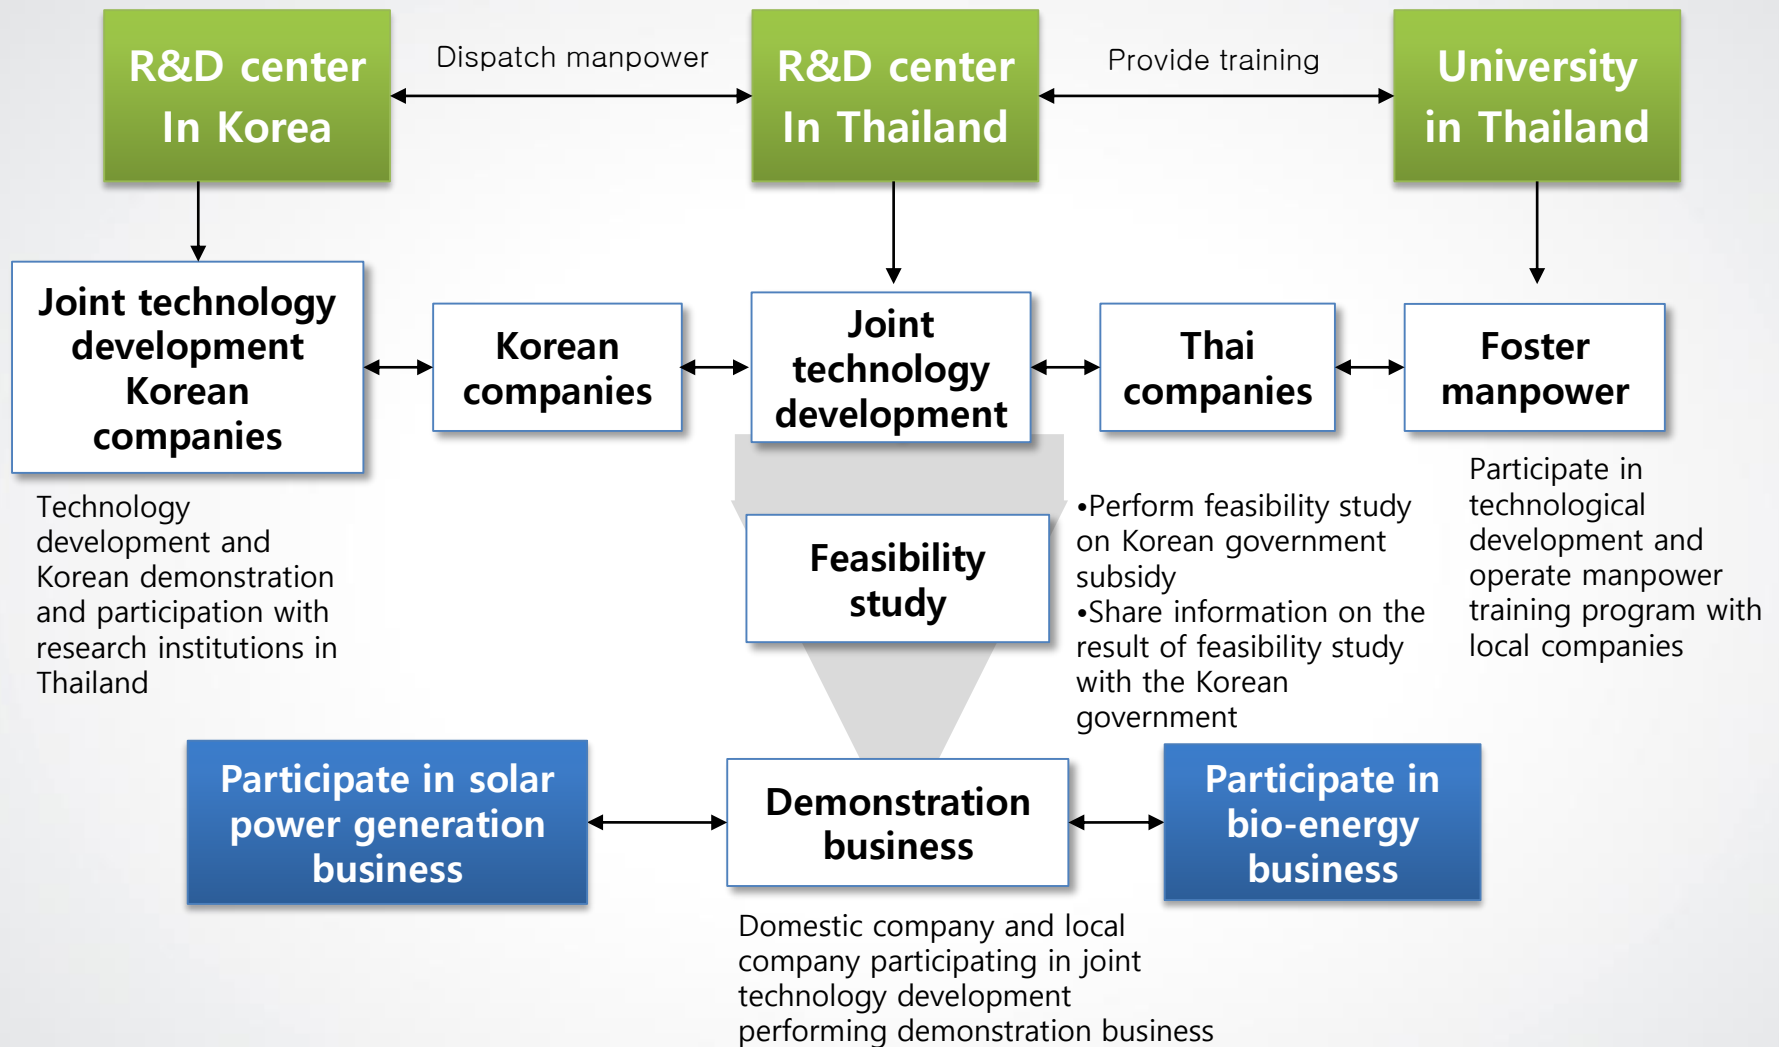 R&D center
In Korea
Dispatch manpower
R&D center
In Thailand
Provide training
University
in Thailand
Joint technology
development
Korean
companies
Korean
companies
Joint
technology
development
Thai
companies
Foster
manpower
Technology
development and
Korean demonstration
and participation with
research institutions in
Thailand
Feasibility
study
•Perform feasibility study
on Korean government
subsidy
•Share information on the
result of feasibility study
with the Korean
government
Participate in
technological
development and
operate manpower
training program with
local companies
Participate in solar
power generation
business
Demonstration
business
Participate in
bio-energy
business
Domestic company and local
company participating in joint
technology development
performing demonstration business